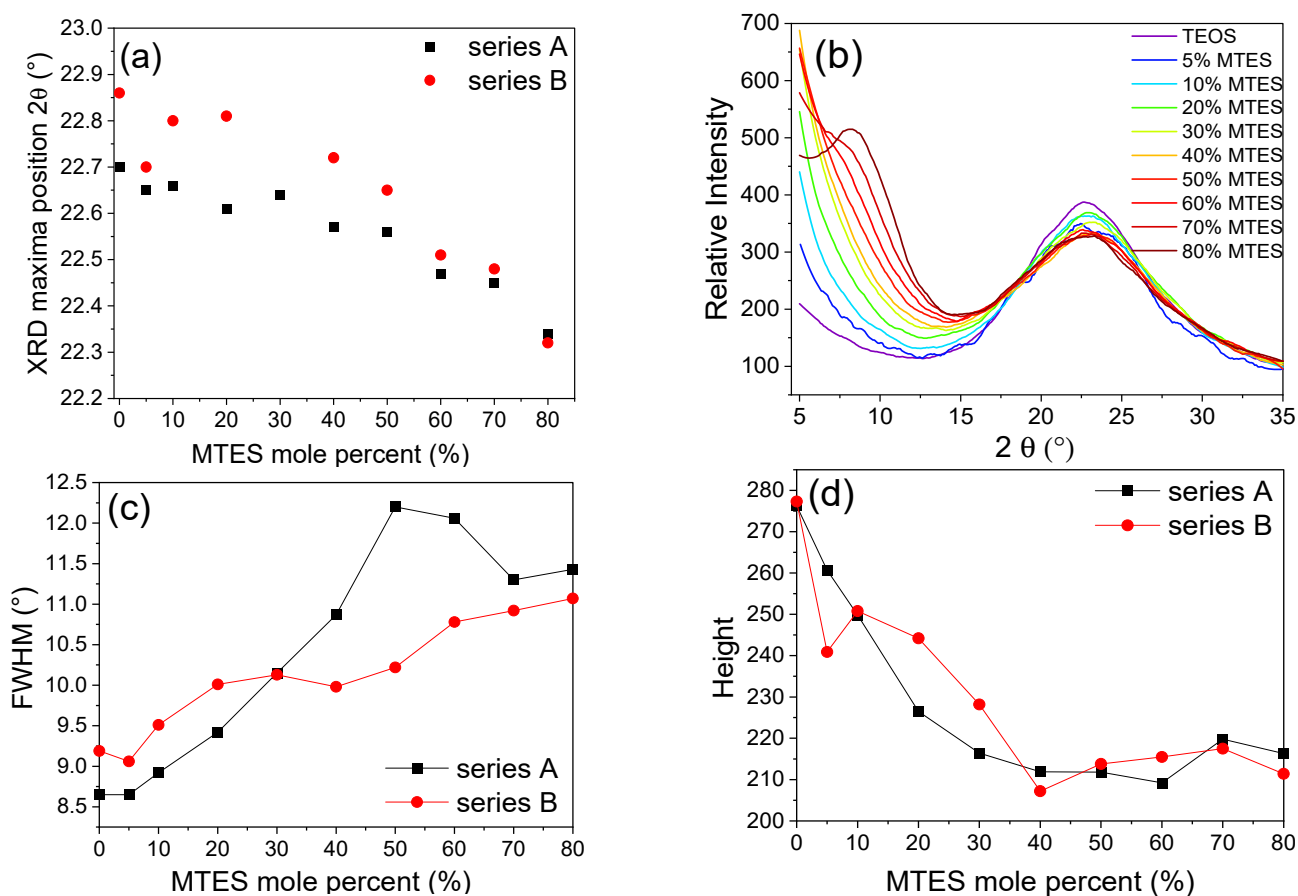 (a)
series A
series B
XRD maxima position 2θ (°)
23.0
22.9
22.8
22.7
22.6
22.5
22.4
22.3
22.2
0 10 20 30 40 50 60 70 80
MTES mole percent (%)
(b)
TEOS
5% MTES
10% MTES
20% MTES
30% MTES
40% MTES
50% MTES
60% MTES
70% MTES
80% MTES
Relative Intensity
700
600
500
400
300
200
100
5 10 15 20 25 30 35
2 θ (°)
(c)
series A
series B
FWHM (°)
12.5
12.0
11.5
11.0
10.5
10.0
9.5
9.0
8.5
0 10 20 30 40 50 60 70 80
MTES mole percent (%)
(d)
series A
series B
Height
280
270
260
250
240
230
220
210
200
0 10 20 30 40 50 60 70 80
MTES mole percent (%)